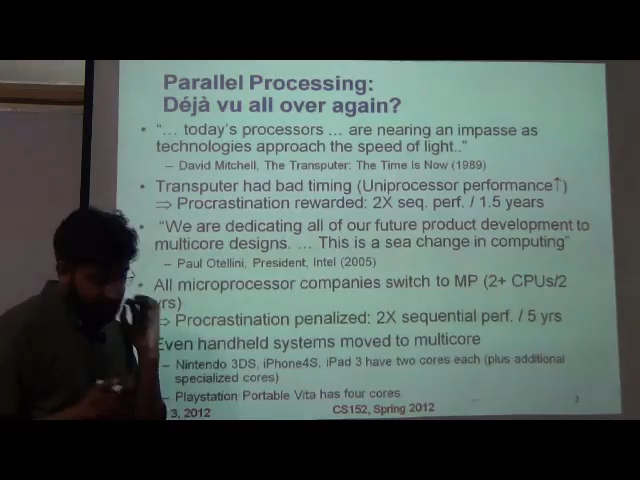 Parallel Processing:
Déjà vu all over again?
• "… today's processors … are nearing an impasse as
technologies approach the speed of light.."
– David Mitchell, The Transputer: The Time Is Now (1989)
• Transputer had bad timing (Uniprocessor performance↑)
⇒ Procrastination rewarded: 2X seq. perf. / 1.5 years
• "We are dedicating all of our future product development to
multicore designs. … This is a sea change in computing"
– Paul Otellini, President, Intel (2005)
• All microprocessor companies switch to MP (2+ CPUs/2
yrs)
⇒ Procrastination penalized: 2X sequential perf. / 5 yrs
Even handheld systems moved to multicore
– Nintendo 3DS, iPhone4S, iPad 3 have two cores each (plus additional
specialized cores)
– Playstation Portable Vita has four cores
3, 2012
CS152, Spring 2012
3